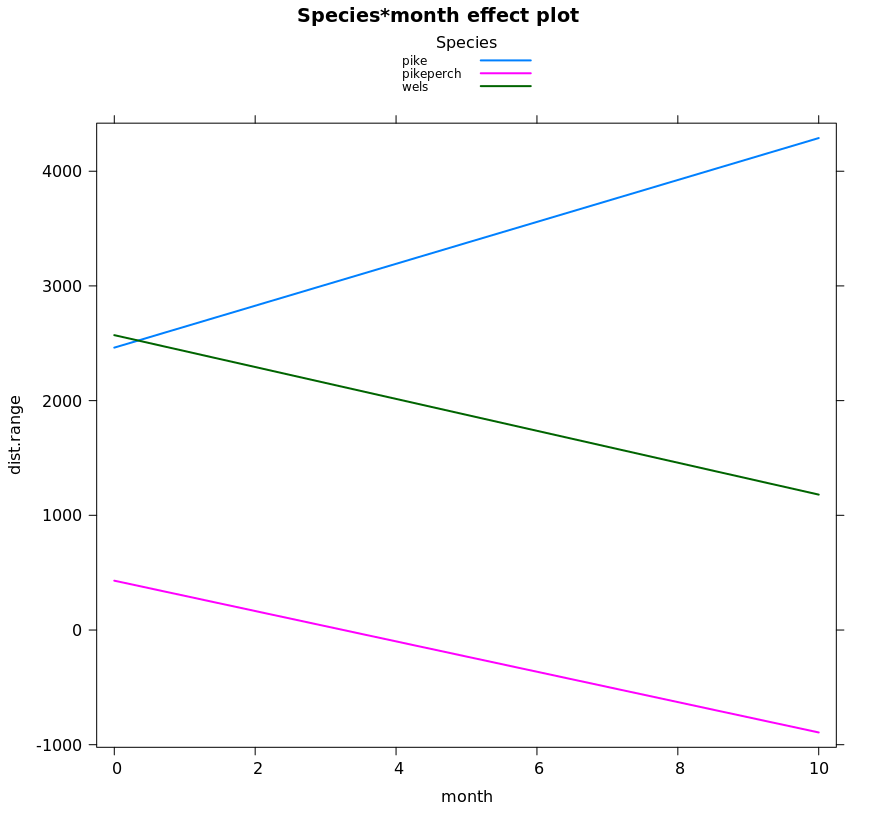 Species*month effect plot
Species
pike
pikeperch
wels
4000
3000
2000
1000
0
-1000
dist.range
0 2 4 6 8 10
month